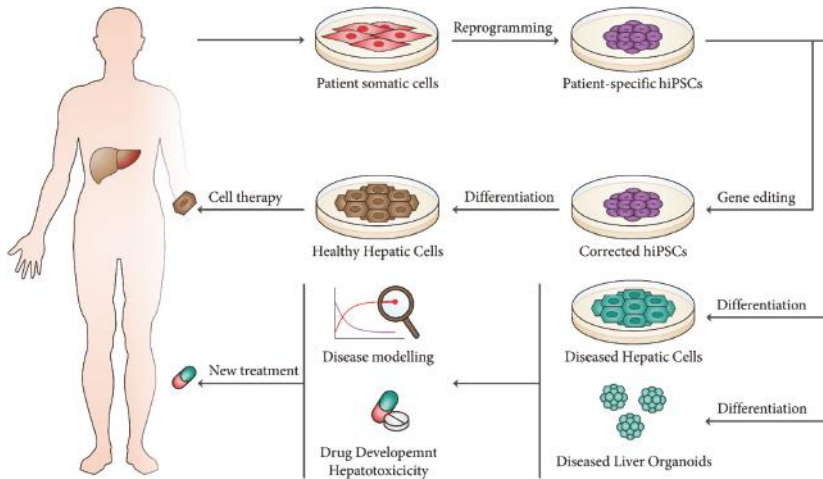 Reprogramming
Patient somatic cells
Patient-specific hiPSCs
Cell therapy
Differentiation
Gene editing
Healthy Hepatic Cells
Corrected hiPSCs
Differentiation
Disease modelling
Diseased Hepatic Cells
New treatment
Differentiation
Drug Developemnt
Hepatotoxicicity
Diseased Liver Organoids